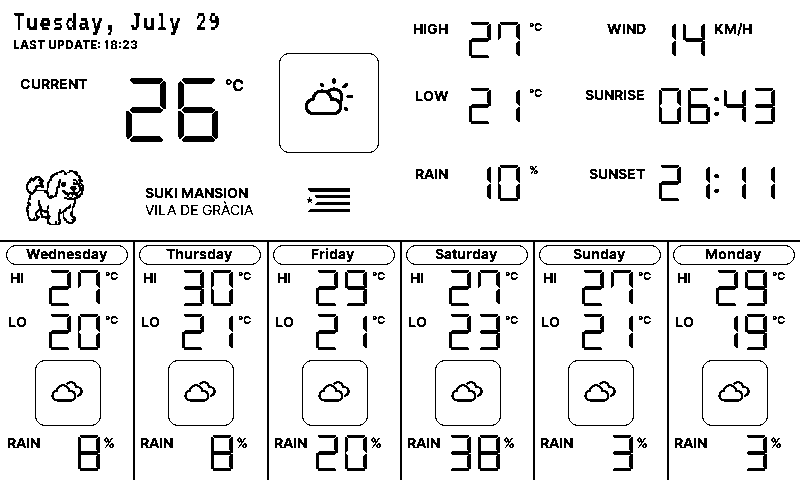 Tuesday, July 29
LAST UPDATE: 18:23
CURRENT 26 °C
SUKI MANSION
VILA DE GRÀCIA
HIGH 27 °C
LOW 21 °C
RAIN 10 %
WIND 14 KM/H
SUNRISE 06:43
SUNSET 21:11
Wednesday
HI 27 °C
LO 20 °C
RAIN 8 %
Thursday
HI 30 °C
LO 21 °C
RAIN 8 %
Friday
HI 29 °C
LO 21 °C
RAIN 20 %
Saturday
HI 27 °C
LO 23 °C
RAIN 38 %
Sunday
HI 27 °C
LO 21 °C
RAIN 3 %
Monday
HI 29 °C
LO 19 °C
RAIN 3 %